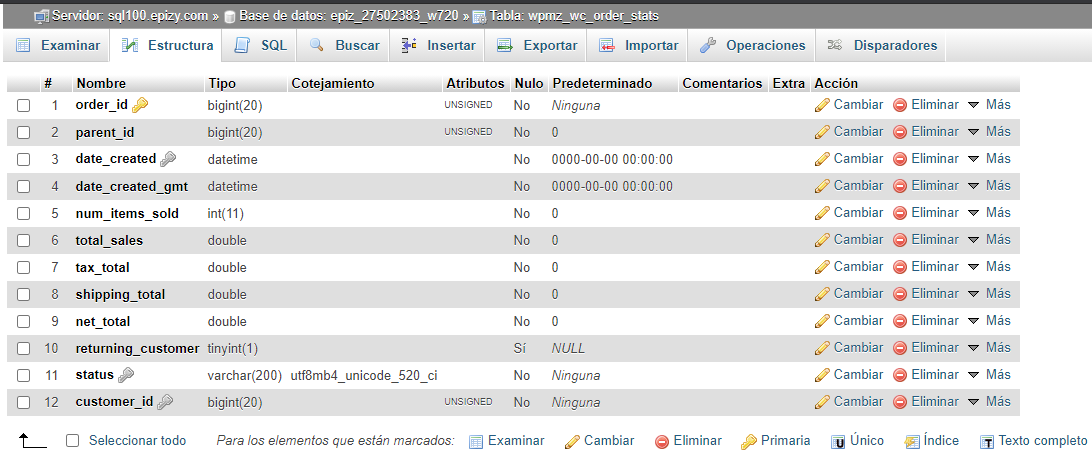 Servidor: sql100.epizy.com » Base de datos: epiz_27502383_w720 » Tabla: wpmz_wc_order_stats
Examinar Estructura SQL Buscar Insertar Exportar Importar Operaciones Disparadores
# Nombre Tipo Cotejamiento Atributos Nulo Predeterminado Comentarios Extra Acción
1 order_id bigint(20) UNSIGNED No Ninguna Cambiar Eliminar Más
2 parent_id bigint(20) UNSIGNED No 0 Cambiar Eliminar Más
3 date_created datetime No 0000-00-00 00:00:00 Cambiar Eliminar Más
4 date_created_gmt datetime No 0000-00-00 00:00:00 Cambiar Eliminar Más
5 num_items_sold int(11) No 0 Cambiar Eliminar Más
6 total_sales double No 0 Cambiar Eliminar Más
7 tax_total double No 0 Cambiar Eliminar Más
8 shipping_total double No 0 Cambiar Eliminar Más
9 net_total double No 0 Cambiar Eliminar Más
10 returning_customer tinyint(1) Sí NULL Cambiar Eliminar Más
11 status varchar(200) utf8mb4_unicode_520_ci No Ninguna Cambiar Eliminar Más
12 customer_id bigint(20) UNSIGNED No Ninguna Cambiar Eliminar Más
Seleccionar todo Para los elementos que están marcados: Examinar Cambiar Eliminar Primaria U Único Índice T Texto completo